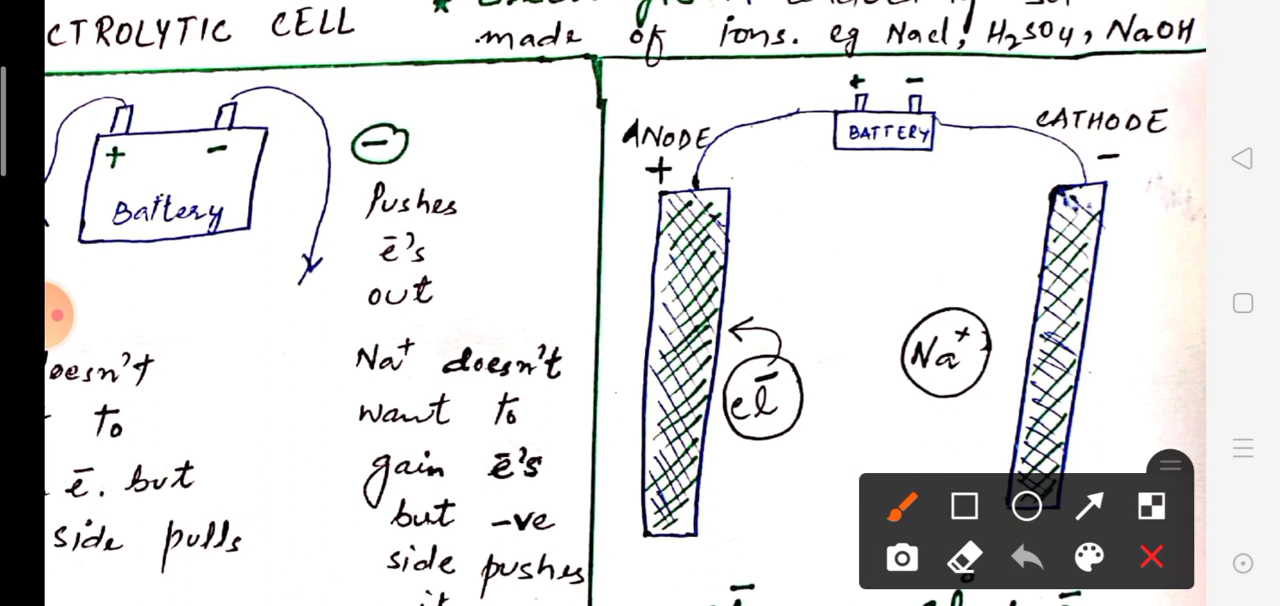 CTROLYTIC CELL
made of ions. eg Nacl, H₂SO₄, NaOH
+ -
Battery
-
Pushes
ē's
out
oesn't
to
ē. but
side pulls
Na⁺ doesn't
want to
gain ē's
but -ve
side pushes
ANODE
+
+ -
BATTERY
CATHODE
-
cl⁻
Na⁺